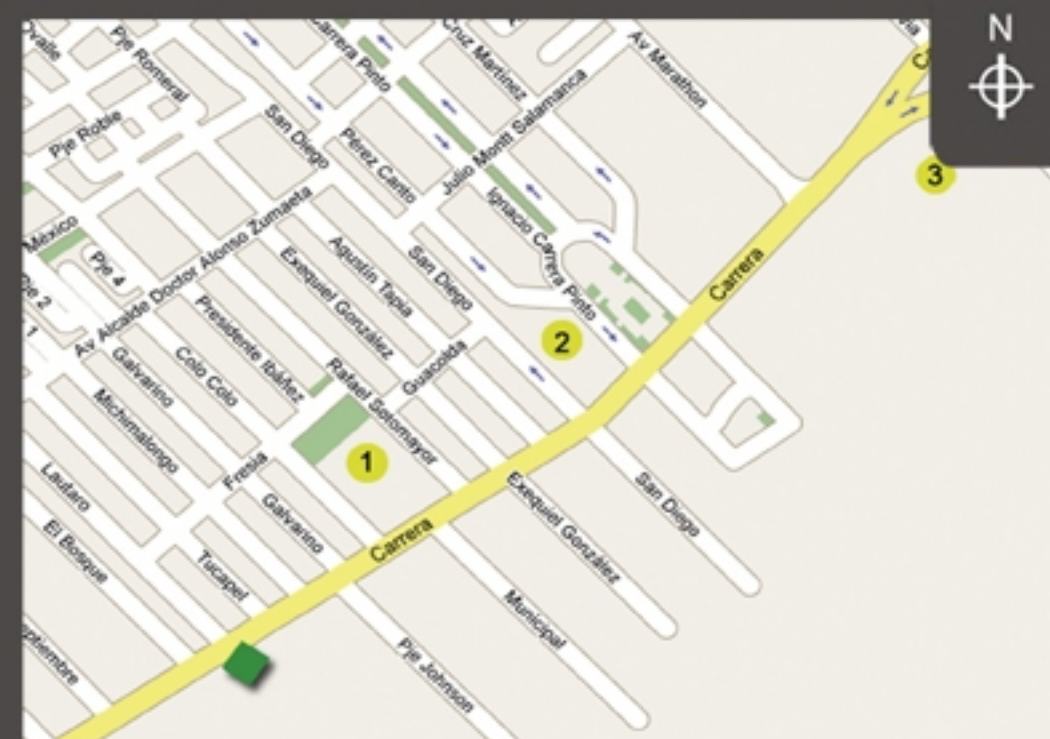 Ovalle
Pje Romeral
Carrera Pinto
Cruz Martínez
Av Marathon
N
Pje Roble
San Diego
Pérez Canto
Julio Montt Salamanca
3
México
Pje 4
Av Alcalde Doctor Alonso Zumaeta
Agustín Tapia
Exequiel González
San Diego
Ignacio Carrera Pinto
Carrera
2
1
Presidente Ibáñez
Colo Colo
Galvarino
Michimalongo
Rafael Sotomayor
Guacolda
2
1
Fresia
Lautaro
El Bosque
Galvarino
Tucapel
Carrera
Exequiel González
San Diego
Municipal
Pje Johnson